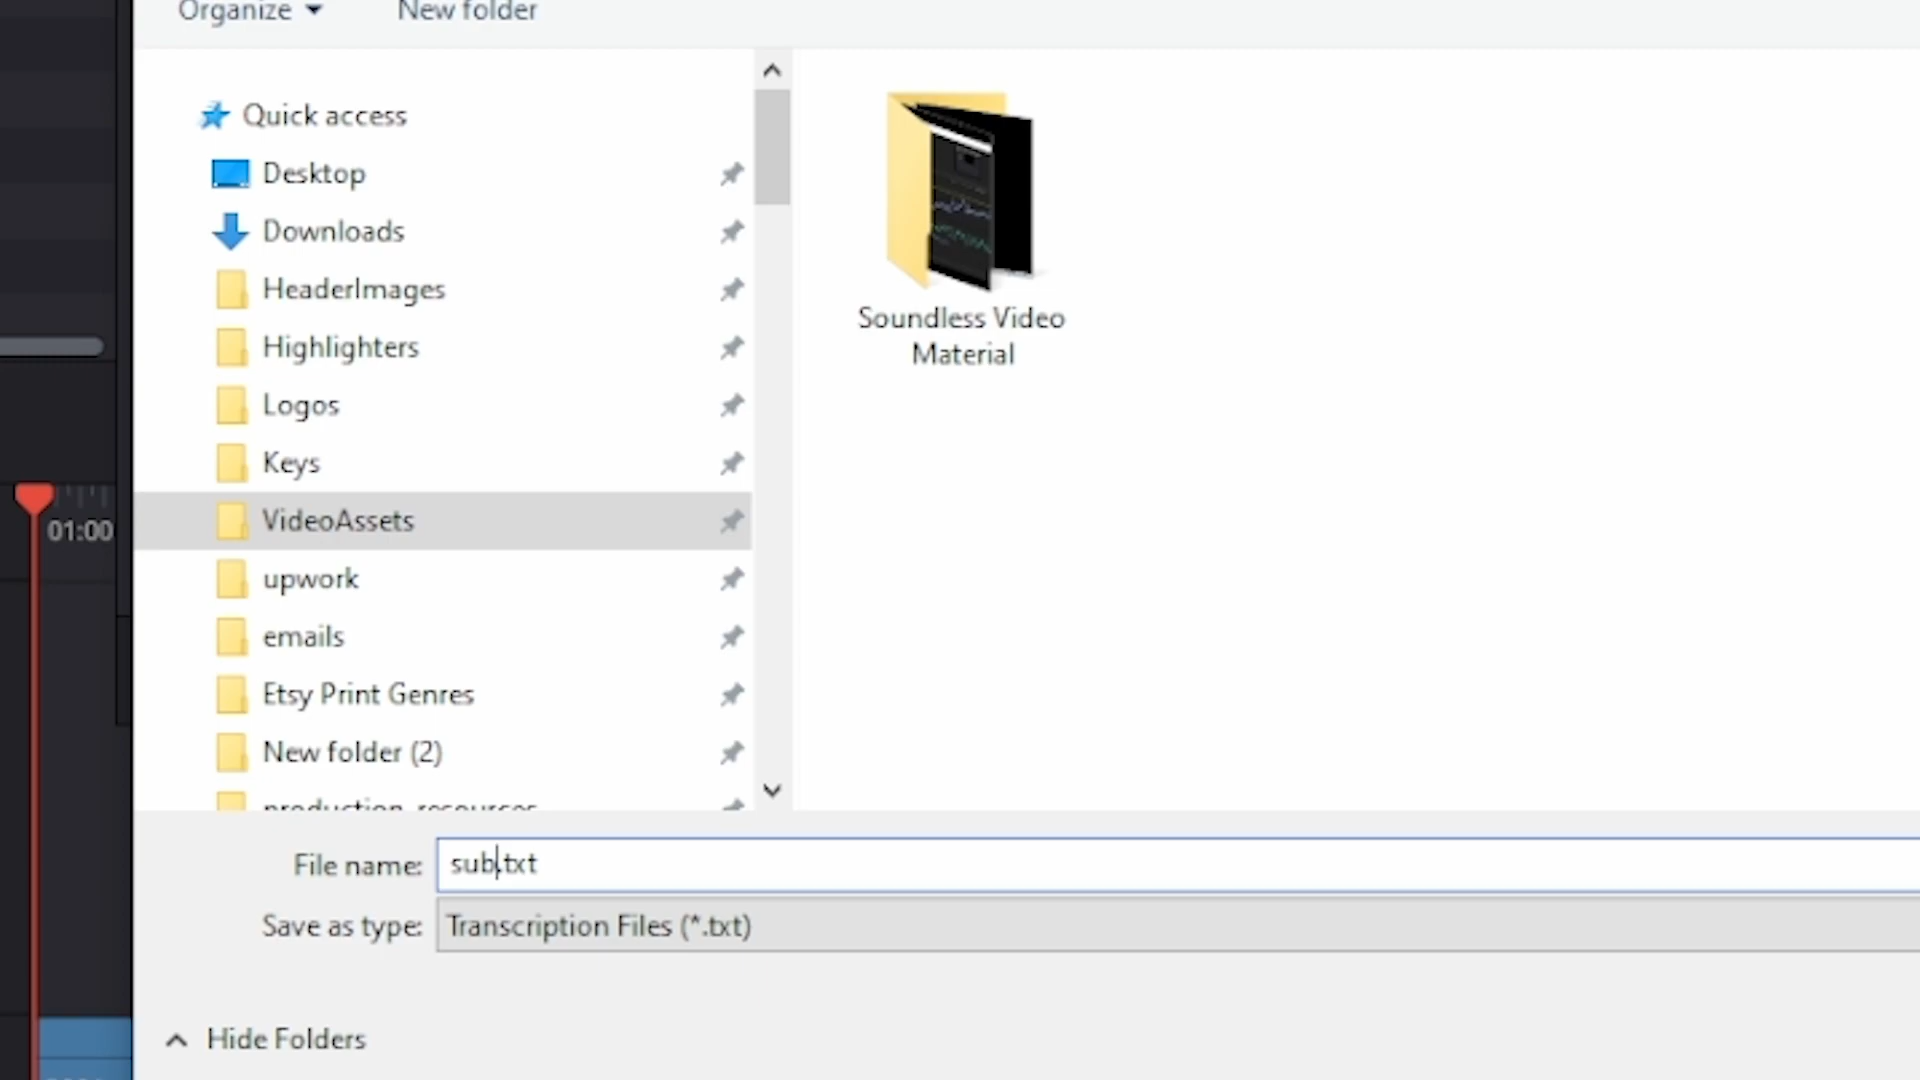 Organize
New folder
Quick access
Desktop
Downloads
HeaderImages
Highlighters
Logos
Keys
VideoAssets
upwork
emails
Etsy Print Genres
New folder (2)
production_resources
Soundless Video
Material
01:00
File name:
sub.txt
Save as type:
Transcription Files (*.txt)
Hide Folders